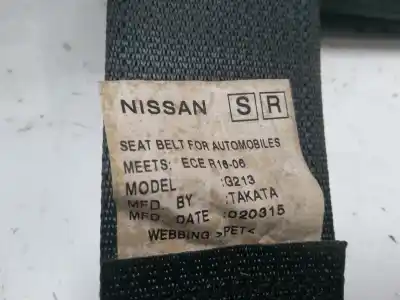 NISSAN S R
SEAT BELT FOR AUTOMOBILES
MEETS: ECE R16-06
MODEL :G213
MFD BY :TAKATA
MFD DATE :020315
WEBBING >PET<